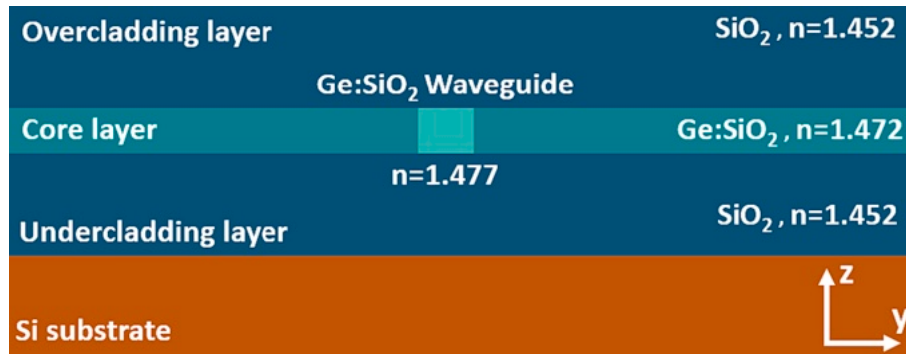 Overcladding layer
SiO₂ , n=1.452
Ge:SiO₂ Waveguide
Core layer
Ge:SiO₂, n=1.472
n=1.477
SiO₂ , n=1.452
Undercladding layer
z
y
Si substrate